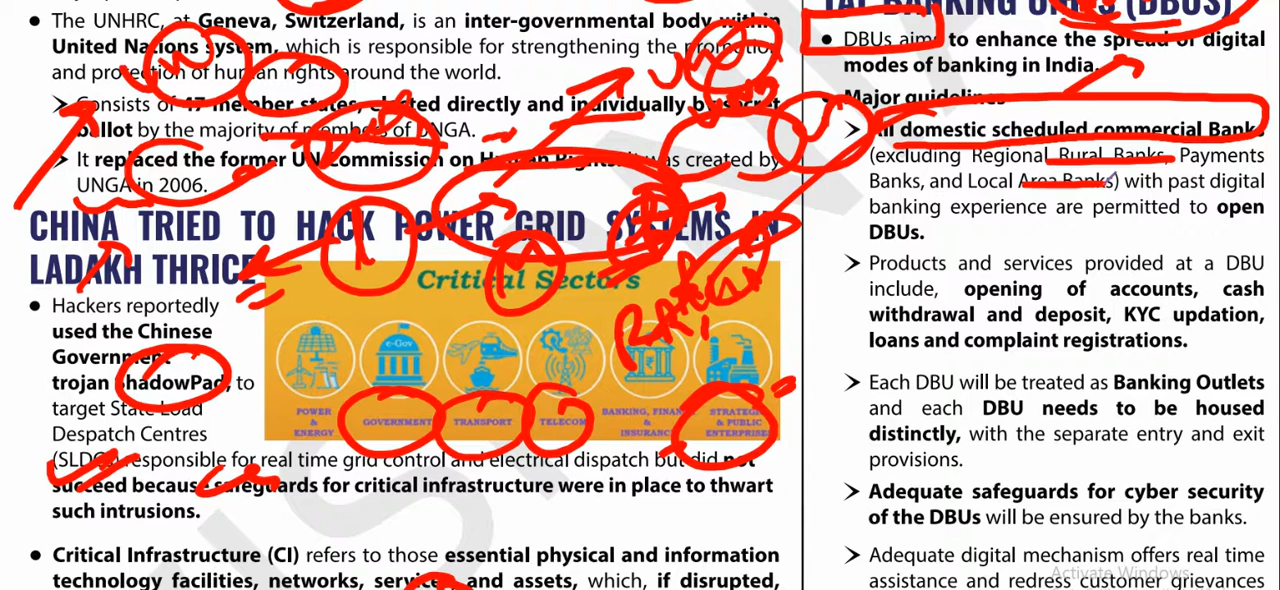 The UNHRC, at Geneva, Switzerland, is an inter-governmental body within
United Nations system, which is responsible for strengthening the promotion
and protection of human rights around the world.
Consists of 47 member states, elected directly and individually by secret
ballot by the majority of members of UNGA.
It replaced the former UN Commission on Human Rights. It was created by
UNGA in 2006.
CHINA TRIED TO HACK POWER GRID SYSTEMS IN
LADAKH THRICE
Hackers reportedly
used the Chinese
Government
trojan ShadowPad, to
target State Load
Despatch Centres
(SLDCs) responsible for real time grid control and electrical dispatch but did not
succeed because safeguards for critical infrastructure were in place to thwart
such intrusions.
Critical Sectors
e-Gov
POWER
&
ENERGY
GOVERNMENT
TRANSPORT
TELECOM
BANKING, FINANCE
&
INSURANCE
STRATEGIC
& PUBLIC
ENTERPRISES
Critical Infrastructure (CI) refers to those essential physical and information
technology facilities, networks, services and assets, which, if disrupted,
BANKING UNITS (DBUS)
DBUs aims to enhance the spread of digital
modes of banking in India.
Major guidelines
All domestic scheduled commercial Banks
(excluding Regional Rural Banks, Payments
Banks, and Local Area Banks) with past digital
banking experience are permitted to open
DBUs.
Products and services provided at a DBU
include, opening of accounts, cash
withdrawal and deposit, KYC updation,
loans and complaint registrations.
Each DBU will be treated as Banking Outlets
and each DBU needs to be housed
distinctly, with the separate entry and exit
provisions.
Adequate safeguards for cyber security
of the DBUs will be ensured by the banks.
Adequate digital mechanism offers real time
assistance and redress customer grievances
Activate Windows